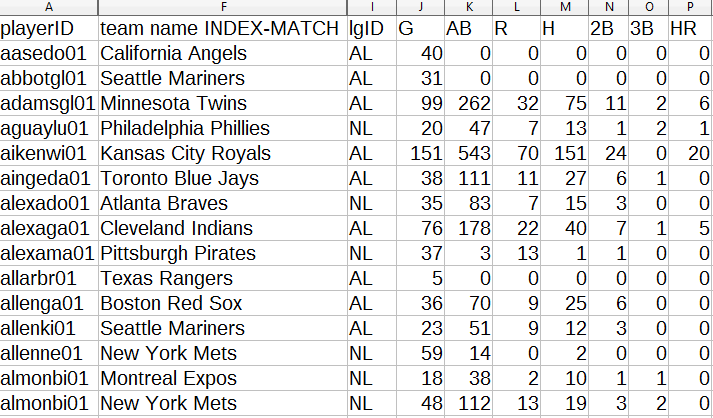 A F I J K L M N O P
playerID team name INDEX-MATCH lgID G AB R H 2B 3B HR
aasedo01 California Angels AL 40 0 0 0 0 0 0
abbotgl01 Seattle Mariners AL 31 0 0 0 0 0 0
adamsgl01 Minnesota Twins AL 99 262 32 75 11 2 6
aguaylu01 Philadelphia Phillies NL 20 47 7 13 1 2 1
aikenwi01 Kansas City Royals AL 151 543 70 151 24 0 20
aingeda01 Toronto Blue Jays AL 38 111 11 27 6 1 0
alexado01 Atlanta Braves NL 35 83 7 15 3 0 0
alexaga01 Cleveland Indians AL 76 178 22 40 7 1 5
alexama01 Pittsburgh Pirates NL 37 3 13 1 1 0 0
allarbr01 Texas Rangers AL 5 0 0 0 0 0 0
allenga01 Boston Red Sox AL 36 70 9 25 6 0 0
allenki01 Seattle Mariners AL 23 51 9 12 3 0 0
allenne01 New York Mets NL 59 14 0 2 0 0 0
almonbi01 Montreal Expos NL 18 38 2 10 1 1 0
almonbi01 New York Mets NL 48 112 13 19 3 2 0